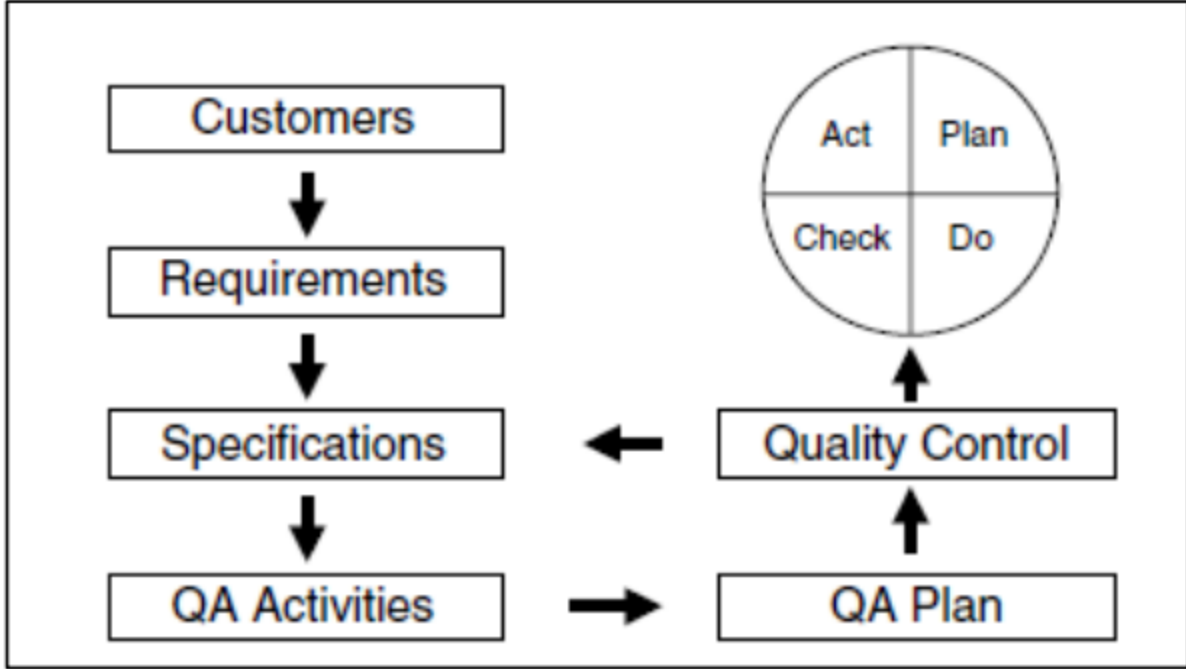 Customers
Requirements
Specifications
QA Activities
Act
Plan
Check
Do
Quality Control
QA Plan